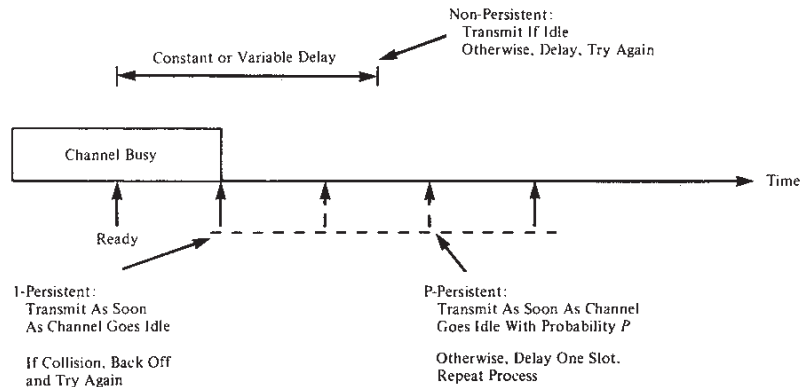 Non-Persistent:
Transmit If Idle
Otherwise, Delay, Try Again
Constant or Variable Delay
Channel Busy
Time
Ready
1-Persistent:
Transmit As Soon
As Channel Goes Idle
If Collision, Back Off
and Try Again
P-Persistent:
Transmit As Soon As Channel
Goes Idle With Probability P
Otherwise, Delay One Slot.
Repeat Process